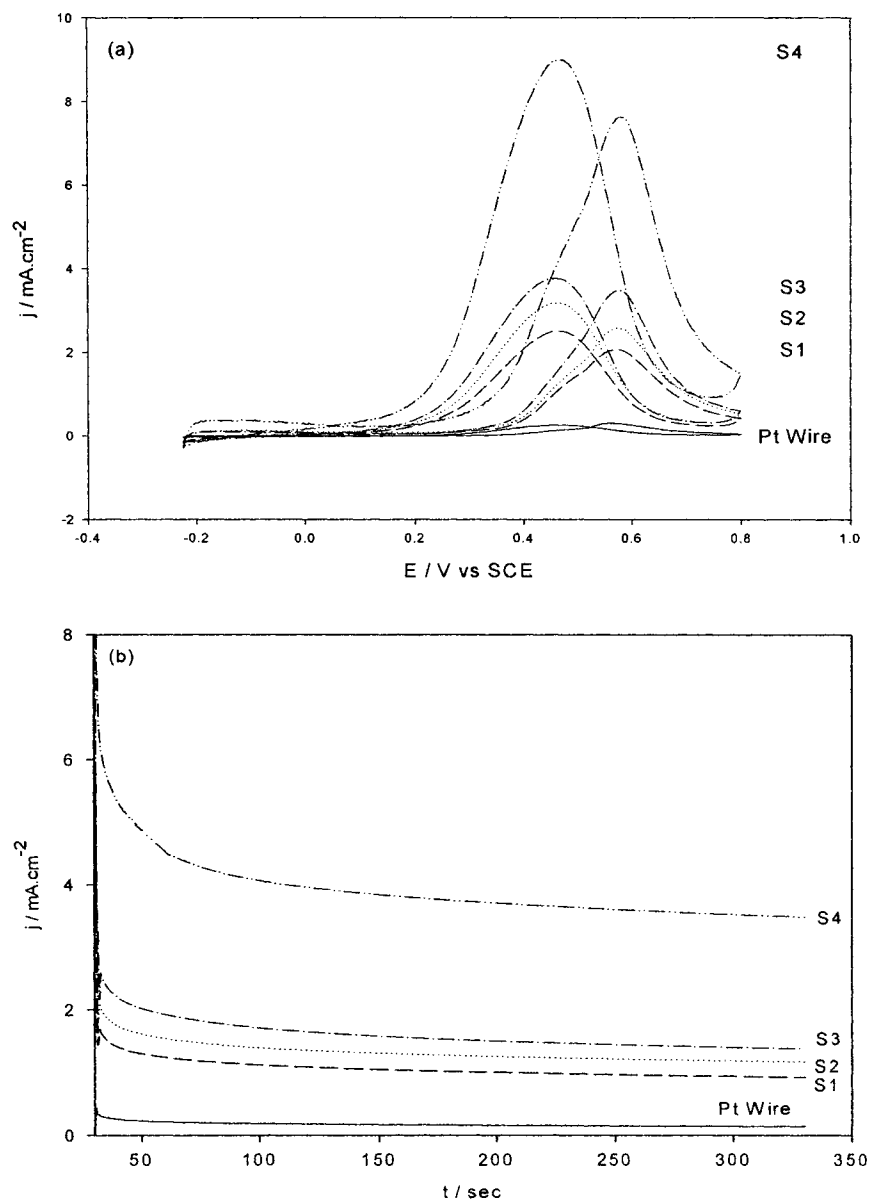 (a)
S4
S3
S2
S1
Pt Wire
10
8
6
4
2
0
-2
-0.4
-0.2
0.0
0.2
0.4
0.6
0.8
1.0
j / mA.cm-2
E / V vs SCE
(b)
S4
S3
S2
S1
Pt Wire
8
6
4
2
0
50
100
150
200
250
300
350
j / mA.cm-2
t / sec